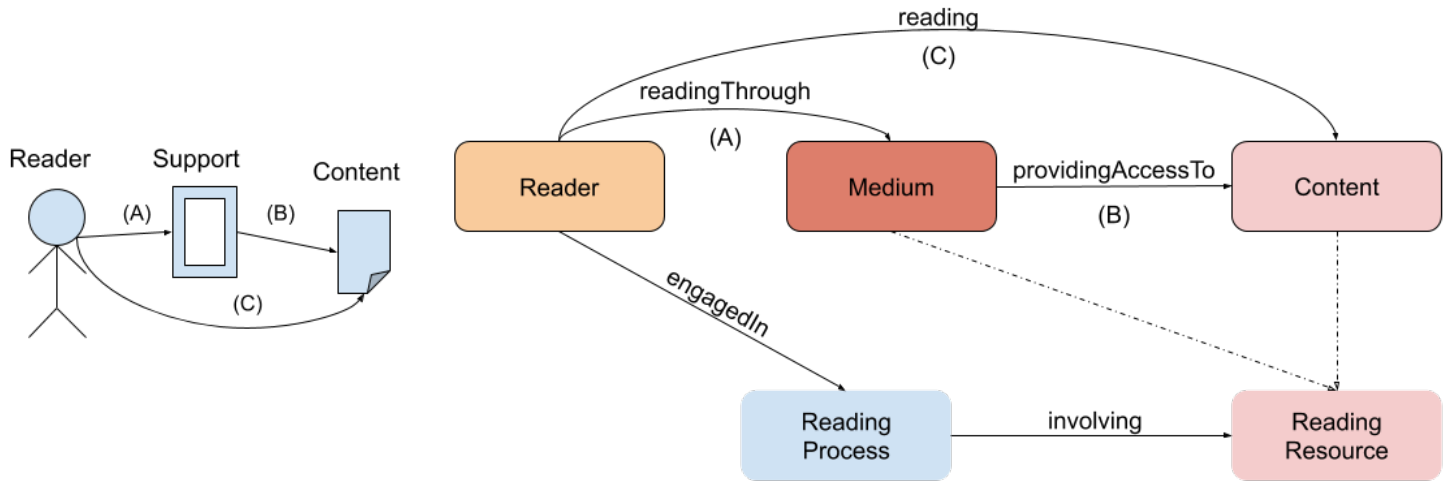 Reader
Support
Content
(A)
(B)
(C)
reading
(C)
readingThrough
(A)
Reader
Medium
providingAccessTo
(B)
Content
engagedIn
Reading
Process
involving
Reading
Resource